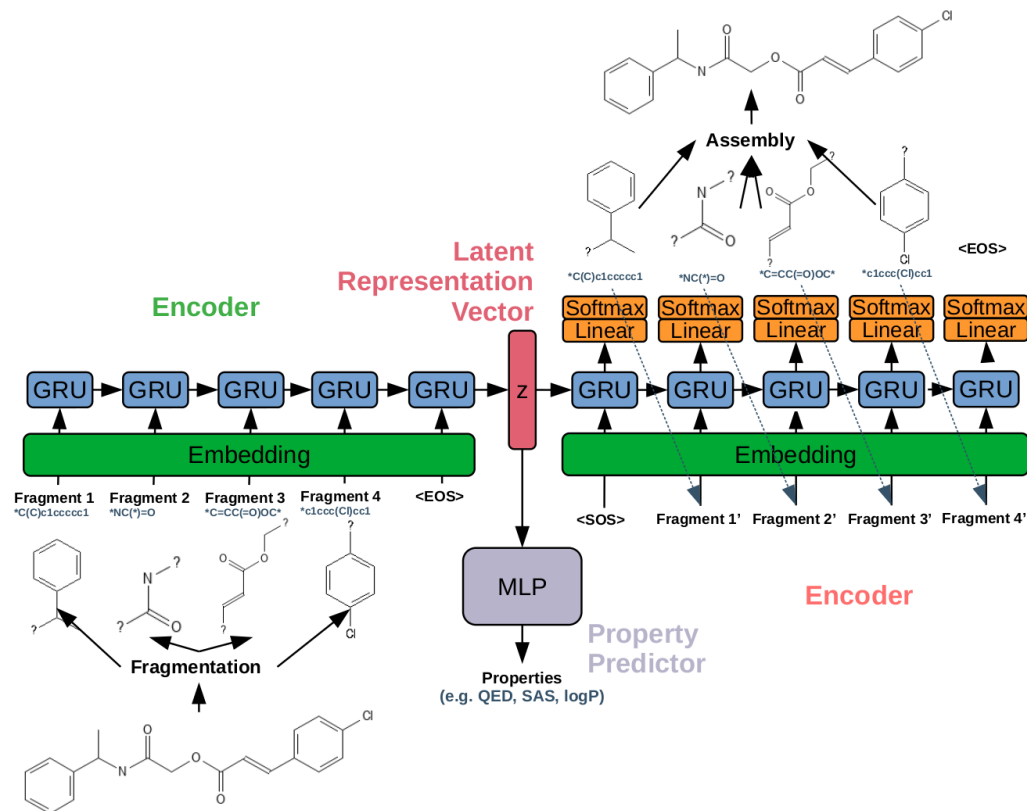 Cl
O
O
N
H
O
O
Assembly
?
?
?
N
O
?
O
O
?
?
Cl
<EOS>
*C(C)c1ccccc1
*NC(*)=O
*C=CC(=O)OC*
*c1ccc(Cl)cc1
Latent
Representation
Vector
Encoder
Softmax
Softmax
Softmax
Softmax
Softmax
Linear
Linear
Linear
Linear
Linear
GRU
GRU
GRU
GRU
GRU
z
GRU
GRU
GRU
GRU
GRU
Embedding
Embedding
Fragment 1
Fragment 2
Fragment 3
Fragment 4
<EOS>
*C(C)c1ccccc1
*NC(*)=O
*C=CC(=O)OC*
*c1ccc(Cl)cc1
<SOS>
Fragment 1’
Fragment 2’
Fragment 3’
Fragment 4’
?
?
?
N
O
?
O
O
?
?
Cl
MLP
Encoder
Property
Predictor
Fragmentation
Properties
(e.g. QED, SAS, logP)
Cl
O
O
N
H
O
O